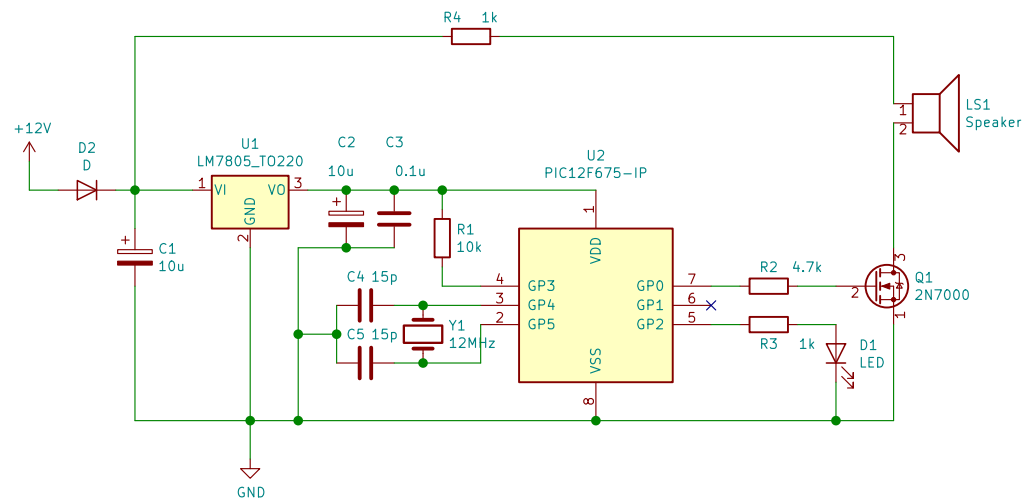 R4 1k
LS1
Speaker
1
2
+12V
D2
D
U1
LM7805_TO220
1 VI VO 3
GND
2
C1
10u
C2 C3
10u 0.1u
R1
10k
U2
PIC12F675-IP
1
VDD
4 GP3
3 GP4
2 GP5
GP0 7
GP1 6
GP2 5
VSS
8
C4 15p
C5 15p
Y1
12MHz
R2 4.7k
R3 1k
D1
LED
3
2
1
Q1
2N7000
GND